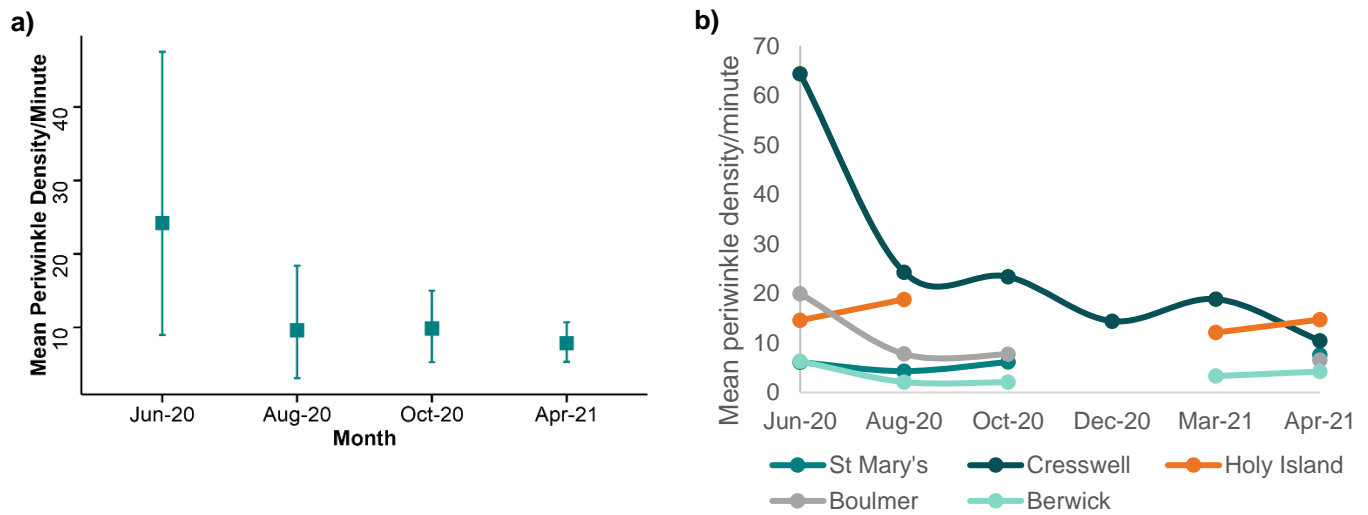 a)
Mean Periwinkle Density/Minute
40
30
20
10
Jun-20 Aug-20 Oct-20 Apr-21
Month
b)
Mean periwinkle density/minute
70
60
50
40
30
20
10
0
Jun-20 Aug-20 Oct-20 Dec-20 Mar-21 Apr-21
St Mary's Cresswell Holy Island
Boulmer Berwick